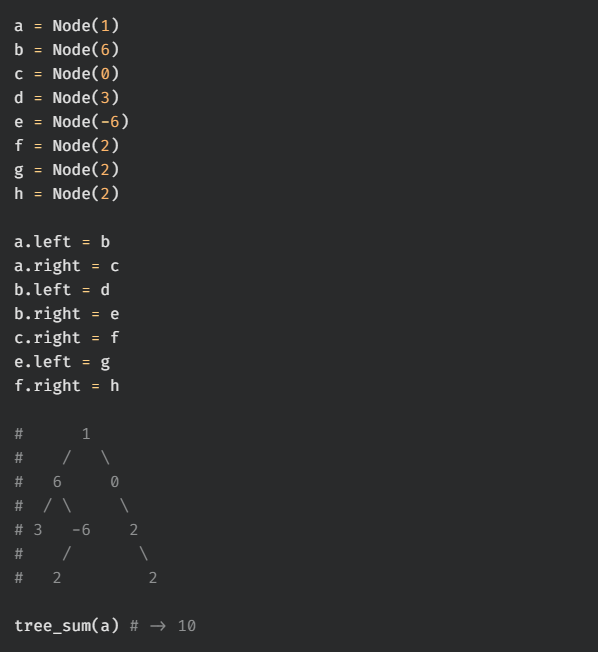 a = Node(1)
b = Node(6)
c = Node(0)
d = Node(3)
e = Node(-6)
f = Node(2)
g = Node(2)
h = Node(2)

a.left = b
a.right = c
b.left = d
b.right = e
c.right = f
e.left = g
f.right = h

#      1
#    /   \
#   6     0
#  / \     \
# 3   -6    2
#    /       \
#   2         2

tree_sum(a) # -> 10